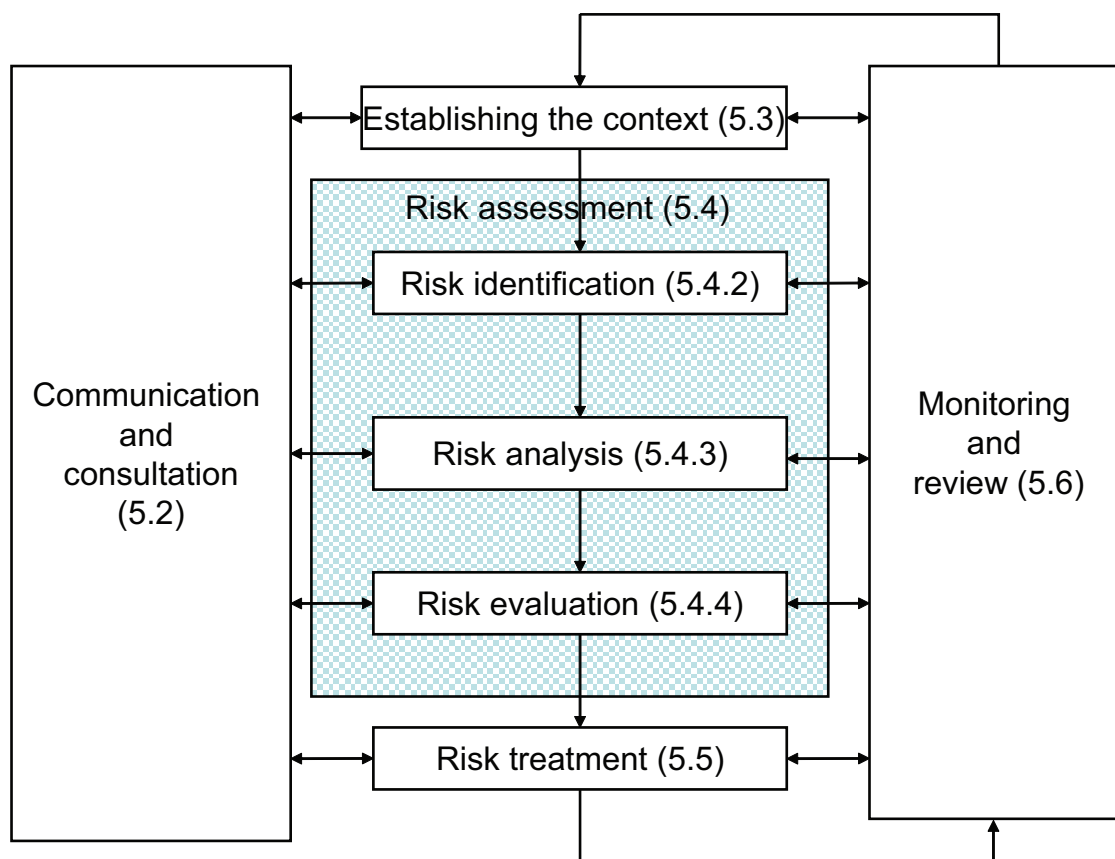 Establishing the context (5.3)
Risk assessment (5.4)
Risk identification (5.4.2)
Communication
and
consultation
(5.2)
Risk analysis (5.4.3)
Monitoring
and
review (5.6)
Risk evaluation (5.4.4)
Risk treatment (5.5)